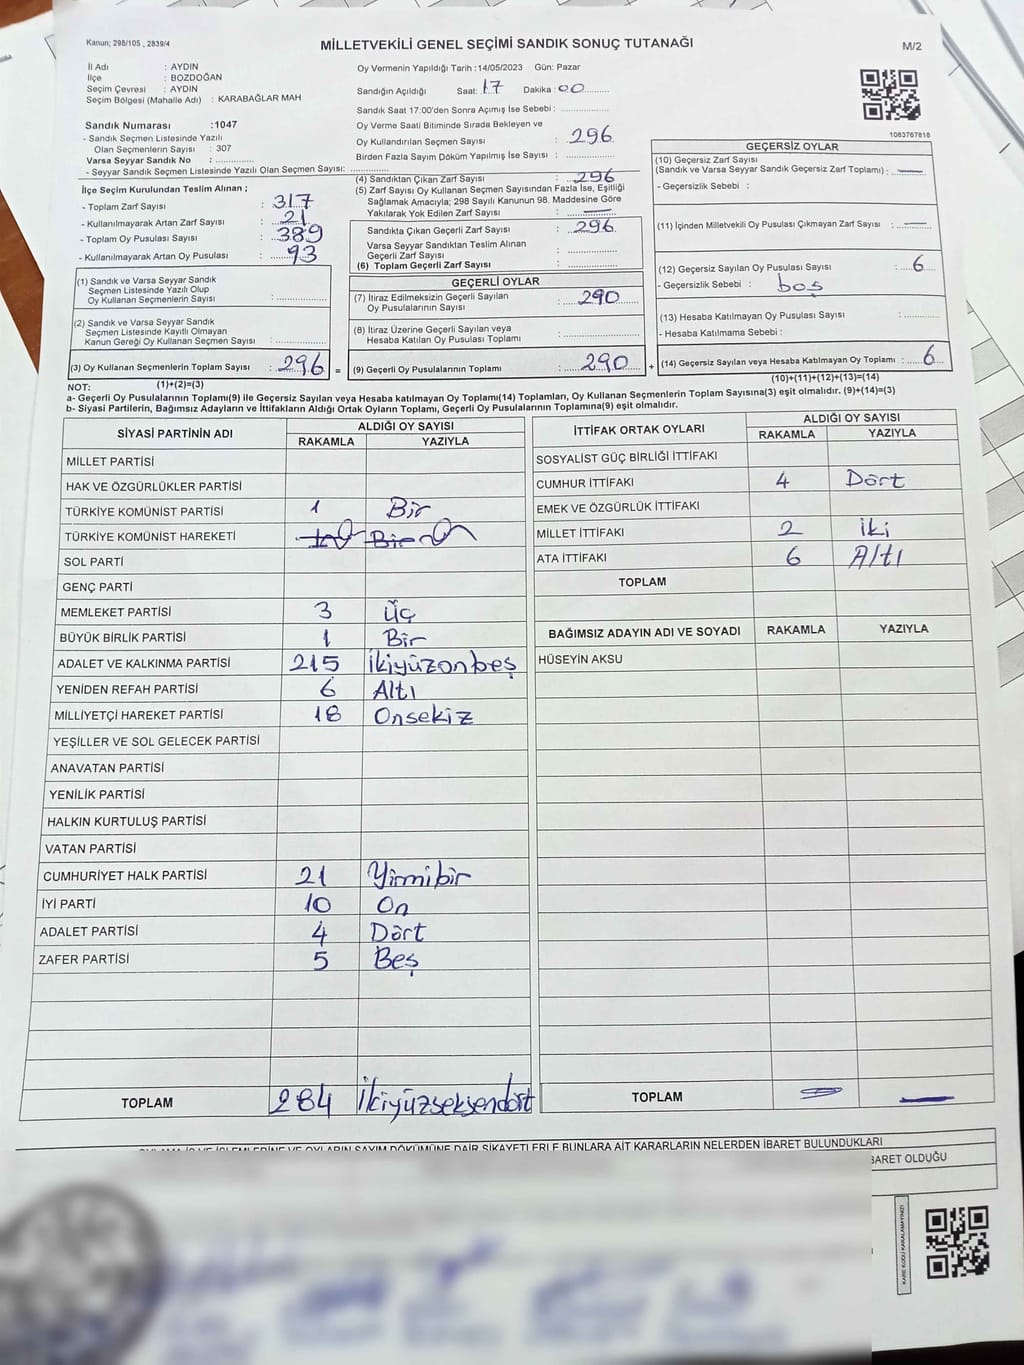 Kanun; 298/105 , 2839/4
MİLLETVEKİLİ GENEL SEÇİMİ SANDIK SONUÇ TUTANAĞI
M/2
İl Adı : AYDIN
İlçe : BOZDOĞAN
Seçim Çevresi : AYDIN
Seçim Bölgesi (Mahalle Adı) : KARABAĞLAR MAH
Sandık Numarası :1047
- Sandık Seçmen Listesinde Yazılı
Olan Seçmenlerin Sayısı : 307
Varsa Seyyar Sandık No : ............
- Seyyar Sandık Seçmen Listesinde Yazılı Olan Seçmen Sayısı: ............
İlçe Seçim Kurulundan Teslim Alınan ;
- Toplam Zarf Sayısı : 317
- Kullanılmayarak Artan Zarf Sayısı : 21
- Toplam Oy Pusulası Sayısı : 389
- Kullanılmayarak Artan Oy Pusulası : 93
(1) Sandık ve Varsa Seyyar Sandık
Seçmen Listesinde Yazılı Olup
Oy Kullanan Seçmenlerin Sayısı : ............
(2) Sandık ve Varsa Seyyar Sandık
Seçmen Listesinde Kayıtlı Olmayan
Kanun Gereği Oy Kullanan Seçmen Sayısı : ............
(3) Oy Kullanan Seçmenlerin Toplam Sayısı : 296 =
(1)+(2)=(3)
Oy Vermenin Yapıldığı Tarih :14/05/2023 Gün: Pazar
Sandığın Açıldığı Saat: 17 Dakika: 00
Sandık Saat 17:00'den Sonra Açımış İse Sebebi : ............
Oy Verme Saati Bitiminde Sırada Bekleyen ve
Oy Kullandırılan Seçmen Sayısı : 296
Birden Fazla Sayım Döküm Yapılmış İse Sayısı : ............
(4) Sandıktan Çıkan Zarf Sayısı : 296
(5) Zarf Sayısı Oy Kullanan Seçmen Sayısından Fazla İse, Eşitliği
Sağlamak Amacıyla; 298 Sayılı Kanunun 98. Maddesine Göre
Yakılarak Yok Edilen Zarf Sayısı : —
Sandıkta Çıkan Geçerli Zarf Sayısı : 296
Varsa Seyyar Sandıktan Teslim Alınan
Geçerli Zarf Sayısı : ............
(6) Toplam Geçerli Zarf Sayısı : ............
GEÇERLİ OYLAR
(7) İtiraz Edilmeksizin Geçerli Sayılan
Oy Pusulalarının Sayısı : 290
(8) İtiraz Üzerine Geçerli Sayılan veya
Hesaba Katılan Oy Pusulası Toplamı : ............
(9) Geçerli Oy Pusulalarının Toplamı : 290 +
1083767818
GEÇERSİZ OYLAR
(10) Geçersiz Zarf Sayısı
(Sandık ve Varsa Seyyar Sandık Geçersiz Zarf Toplamı) : —
- Geçersizlik Sebebi :
(11) İçinden Milletvekili Oy Pusulası Çıkmayan Zarf Sayısı : —
(12) Geçersiz Sayılan Oy Pusulası Sayısı : 6
- Geçersizlik Sebebi : boş
(13) Hesaba Katılmayan Oy Pusulası Sayısı : ............
- Hesaba Katılmama Sebebi :
(14) Geçersiz Sayılan veya Hesaba Katılmayan Oy Toplamı : 6
(10)+(11)+(12)+(13)=(14)
NOT:
a- Geçerli Oy Pusulalarının Toplamı(9) ile Geçersiz Sayılan veya Hesaba katılmayan Oy Toplamı(14) Toplamları, Oy Kullanan Seçmenlerin Toplam Sayısına(3) eşit olmalıdır. (9)+(14)=(3)
b- Siyasi Partilerin, Bağımsız Adayların ve İttifakların Aldığı Ortak Oyların Toplamı, Geçerli Oy Pusulalarının Toplamına(9) eşit olmalıdır.
SİYASİ PARTİNİN ADI ALDIĞI OY SAYISI
RAKAMLA YAZIYLA
MİLLET PARTİSİ
HAK VE ÖZGÜRLÜKLER PARTİSİ
TÜRKİYE KOMÜNİST PARTİSİ 1 Bir
TÜRKİYE KOMÜNİST HAREKETİ
SOL PARTİ
GENÇ PARTİ
MEMLEKET PARTİSİ 3 Üç
BÜYÜK BİRLİK PARTİSİ 1 Bir
ADALET VE KALKINMA PARTİSİ 215 İkiyüzonbeş
YENİDEN REFAH PARTİSİ 6 Altı
MİLLİYETÇİ HAREKET PARTİSİ 18 Onsekiz
YEŞİLLER VE SOL GELECEK PARTİSİ
ANAVATAN PARTİSİ
YENİLİK PARTİSİ
HALKIN KURTULUŞ PARTİSİ
VATAN PARTİSİ
CUMHURİYET HALK PARTİSİ 21 Yirmibir
İYİ PARTİ 10 On
ADALET PARTİSİ 4 Dört
ZAFER PARTİSİ 5 Beş
TOPLAM 284 İkiyüzseksendört
İTTİFAK ORTAK OYLARI ALDIĞI OY SAYISI
RAKAMLA YAZIYLA
SOSYALİST GÜÇ BİRLİĞİ İTTİFAKI
CUMHUR İTTİFAKI 4 Dört
EMEK VE ÖZGÜRLÜK İTTİFAKI
MİLLET İTTİFAKI 2 İki
ATA İTTİFAKI 6 Altı
TOPLAM
BAĞIMSIZ ADAYIN ADI VE SOYADI RAKAMLA YAZIYLA
HÜSEYİN AKSU
TOPLAM — —
OYLARIN SAYIM DÖKÜMÜNE DAİR ŞİKAYETLERLE BUNLARA AİT KARARLARIN NELERDEN İBARET BULUNDUKLARI
BARET OLDUĞU